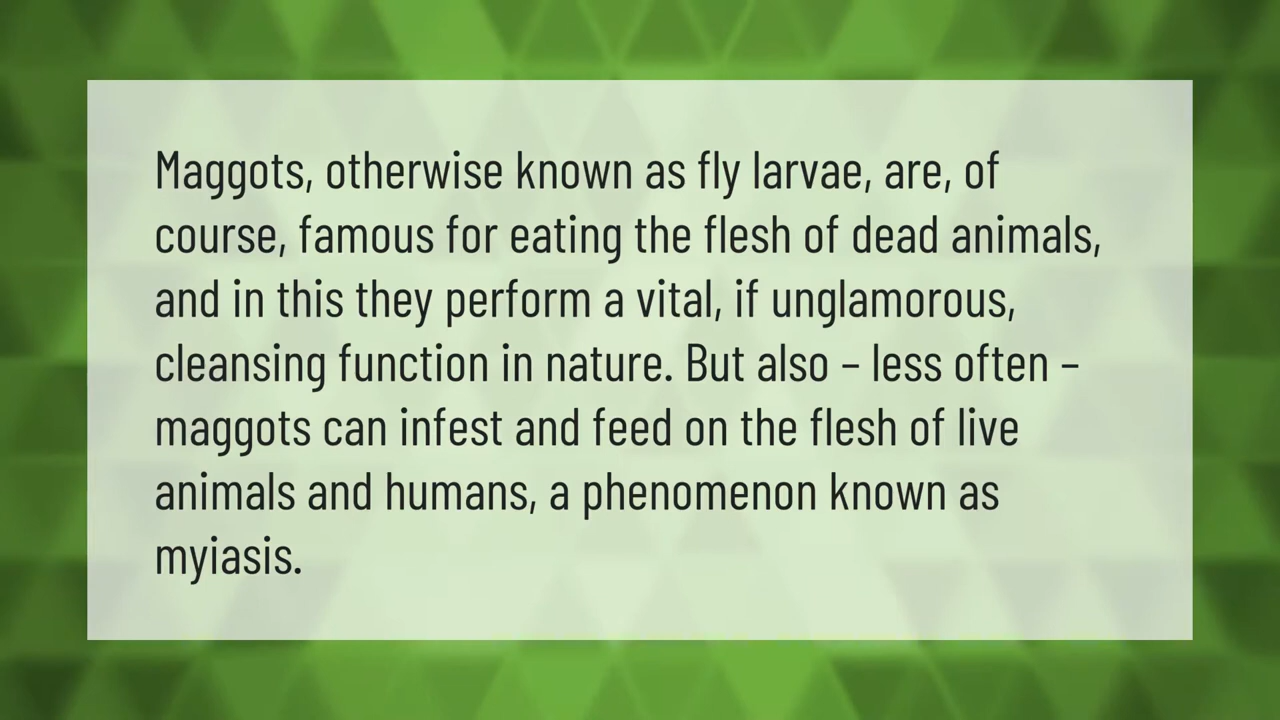 Maggots, otherwise known as fly larvae, are, of
course, famous for eating the flesh of dead animals,
and in this they perform a vital, if unglamorous,
cleansing function in nature. But also – less often –
maggots can infest and feed on the flesh of live
animals and humans, a phenomenon known as
myiasis.